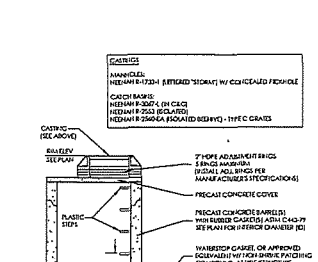 CASTINGS
MANHOLES:
NEENAH R-1733-1 (LETTERED "STORM") W/ CONCEALED PICKHOLE
CATCH BASINS:
NEENAH R-3067-L (IN C&G)
NEENAH R-2553 (ISOLATED)
NEENAH R-2560-EA (ISOLATED BEEHIVE) - TYPE C GRATES
CASTING
(SEE ABOVE)
RIM ELEV
SEE PLAN
2" HDPE ADJUSTMENT RINGS
5 RINGS MAXIMUM
(INSTALL ADJ. RINGS PER
MANUFACTURER'S SPECIFICATIONS)
PRECAST CONCRETE COVER
PLASTIC
STEPS
PRECAST CONCRETE BARREL(S)
WITH RUBBER GASKET(S) ASTM C443-77
SEE PLAN FOR INTERIOR DIAMETER (ID)
WATERSTOP GASKET, OR APPROVED
EQUIVALENT W/ NON-SHRINK PATCHING